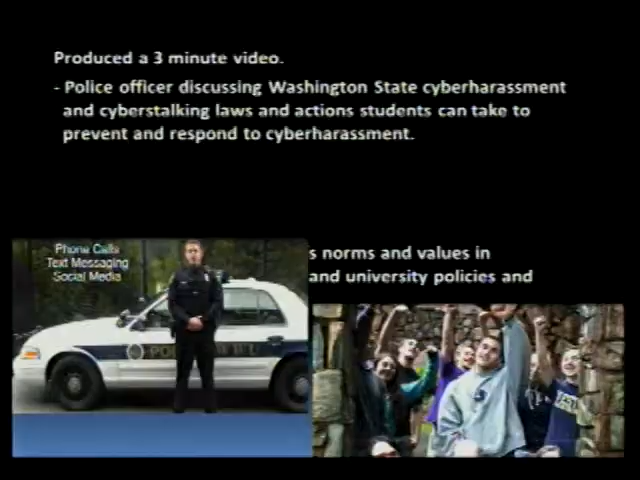 Produced a 3 minute video.
- Police officer discussing Washington State cyberharassment
and cyberstalking laws and actions students can take to
prevent and respond to cyberharassment.
s norms and values in
and university policies and
Phone Calls
Text Messaging
Social Media